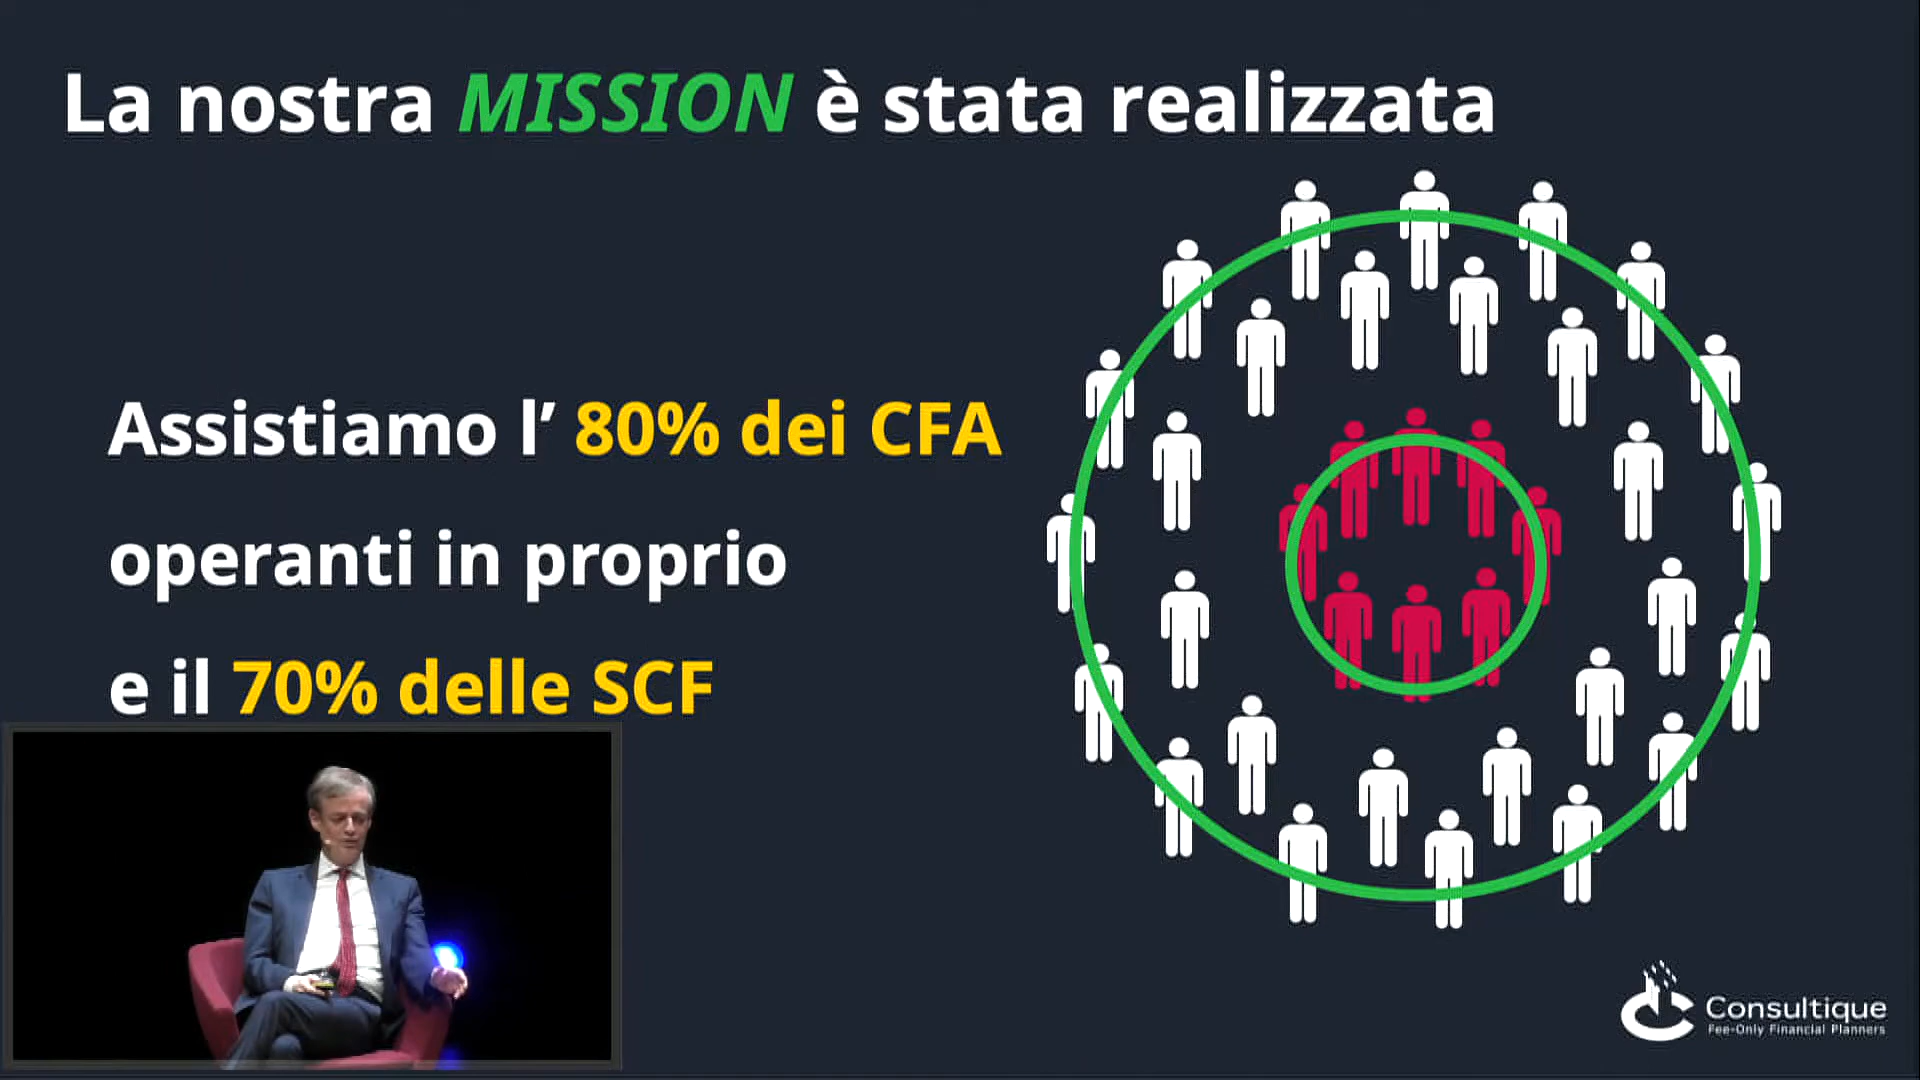 La nostra MISSION è stata realizzata
Assistiamo l’ 80% dei CFA
operanti in proprio
e il 70% delle SCF
Consultique
Fee-Only Financial Planners